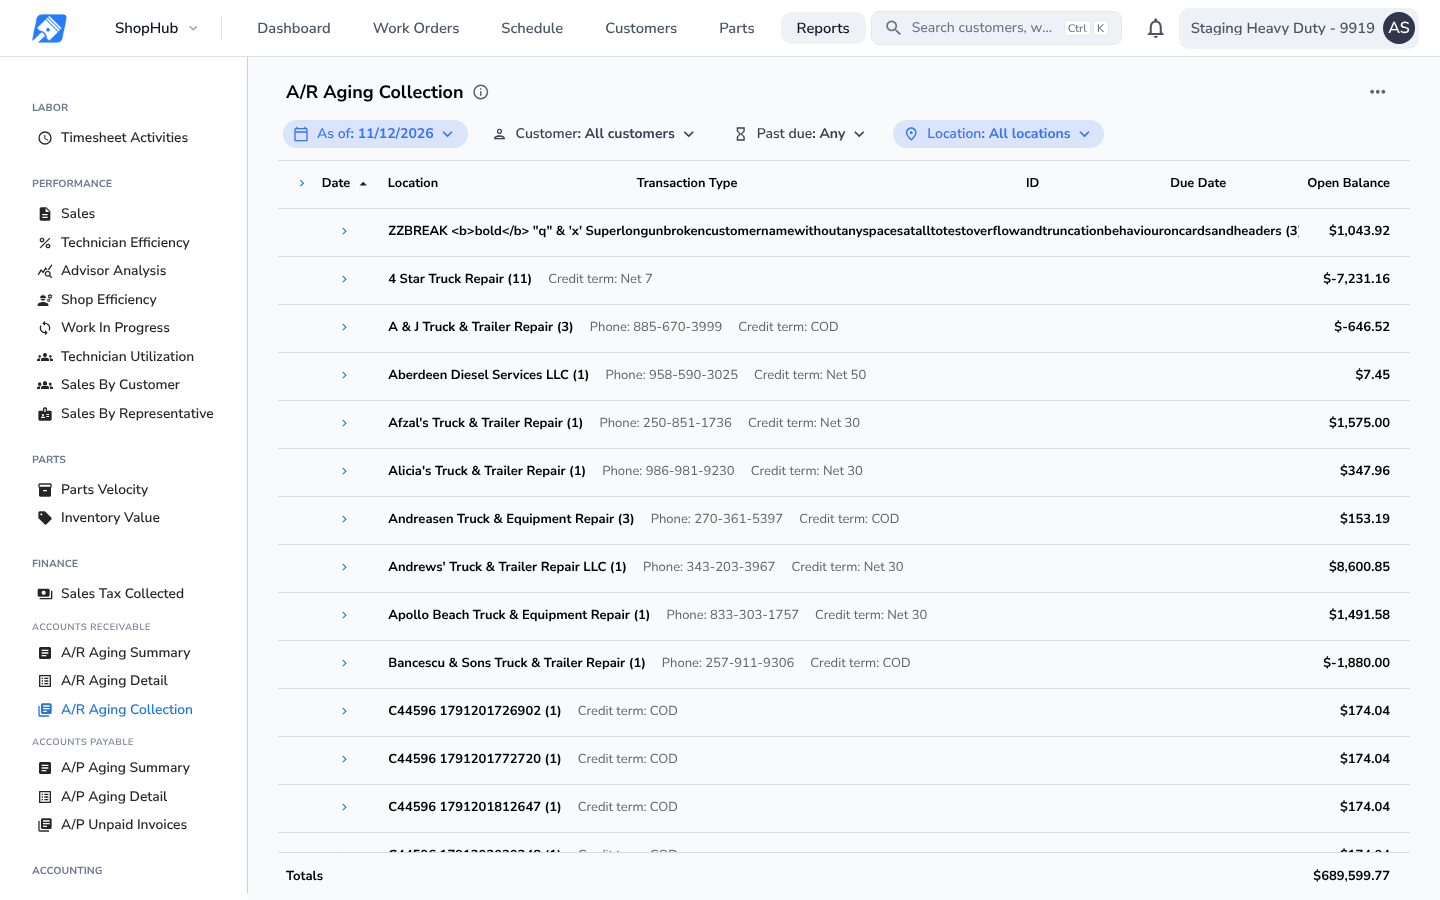 ShopHub
Dashboard
Work Orders
Schedule
Customers
Parts
Reports
Search customers, w...
Ctrl
K
Staging Heavy Duty - 9919
AS
LABOR
Timesheet Activities
PERFORMANCE
Sales
Technician Efficiency
Advisor Analysis
Shop Efficiency
Work In Progress
Technician Utilization
Sales By Customer
Sales By Representative
PARTS
Parts Velocity
Inventory Value
FINANCE
Sales Tax Collected
ACCOUNTS RECEIVABLE
A/R Aging Summary
A/R Aging Detail
A/R Aging Collection
ACCOUNTS PAYABLE
A/P Aging Summary
A/P Aging Detail
A/P Unpaid Invoices
ACCOUNTING
A/R Aging Collection
As of: 11/12/2026
Customer: All customers
Past due: Any
Location: All locations
Date Location Transaction Type ID Due Date Open Balance
ZZBREAK <b>bold</b> "q" & 'x' Superlongunbrokencustomernamewithoutanyspacesatalltotestoverflowandtruncationbehaviouroncardsandheaders (3) $1,043.92
4 Star Truck Repair (11) Credit term: Net 7 $-7,231.16
A & J Truck & Trailer Repair (3) Phone: 885-670-3999 Credit term: COD $-646.52
Aberdeen Diesel Services LLC (1) Phone: 958-590-3025 Credit term: Net 50 $7.45
Afzal's Truck & Trailer Repair (1) Phone: 250-851-1736 Credit term: Net 30 $1,575.00
Alicia's Truck & Trailer Repair (1) Phone: 986-981-9230 Credit term: Net 30 $347.96
Andreasen Truck & Equipment Repair (3) Phone: 270-361-5397 Credit term: COD $153.19
Andrews' Truck & Trailer Repair LLC (1) Phone: 343-203-3967 Credit term: Net 30 $8,600.85
Apollo Beach Truck & Equipment Repair (1) Phone: 833-303-1757 Credit term: Net 30 $1,491.58
Bancescu & Sons Truck & Trailer Repair (1) Phone: 257-911-9306 Credit term: COD $-1,880.00
C44596 1791201726902 (1) Credit term: COD $174.04
C44596 1791201772720 (1) Credit term: COD $174.04
C44596 1791201812647 (1) Credit term: COD $174.04
Totals $689,599.77